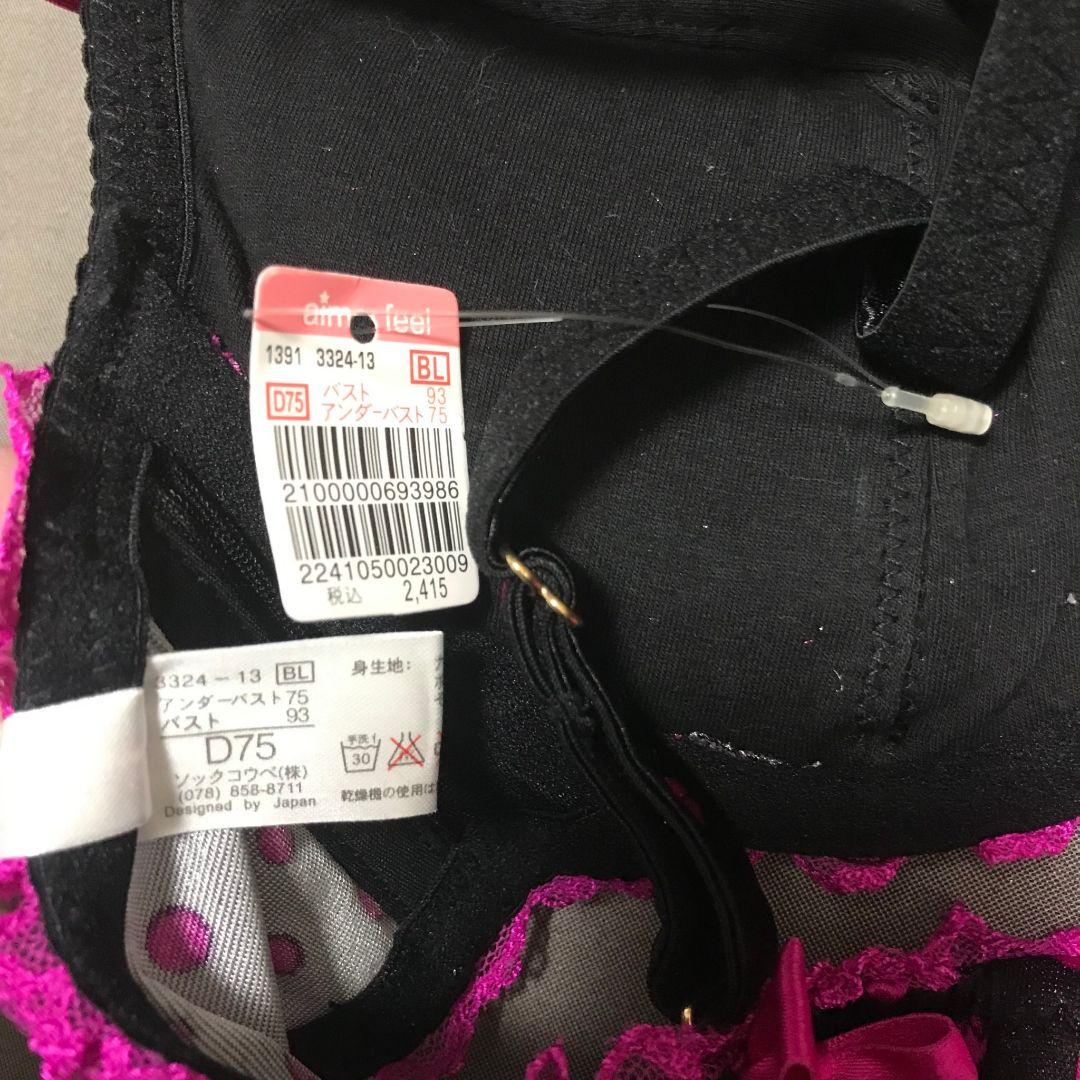 feel
1391 3324-13 BL
D75 バスト 93
アンダーバスト 75
2100000693986
2241050023009
税込 2,415
3324-13 BL
アンダーバスト75
バスト 93
D75
ソックコウベ(株)
(078) 858-8711
Designed by Japan
身生地:
手洗イ
30
乾燥機の使用は